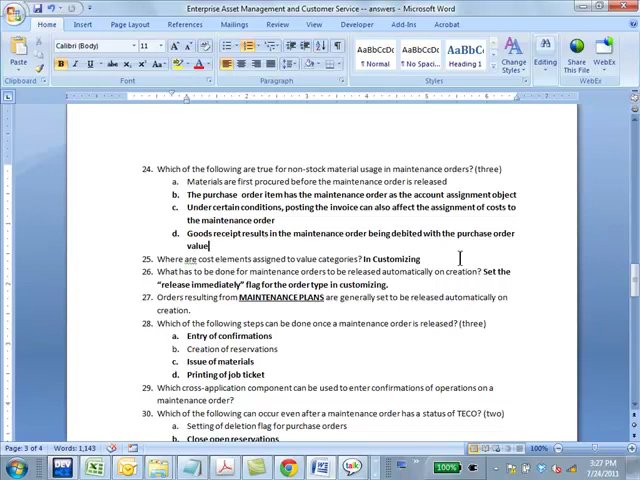 Enterprise Asset Management and Customer Service -- answers - Microsoft Word
Home Insert Page Layout References Mailings Review View Developer Add-Ins Acrobat
Paste
Calibri (Body) 11
AaBbCcDc AaBbCcDc AaBbC
¶ Normal ¶ No Spaci... Heading 1
Change Styles
Editing
Share This File
WebEx
Clipboard Font Paragraph Styles WebEx
24. Which of the following are true for non-stock material usage in maintenance orders? (three)
a. Materials are first procured before the maintenance order is released
b. The purchase order item has the maintenance order as the account assignment object
c. Under certain conditions, posting the invoice can also affect the assignment of costs to
the maintenance order
d. Goods receipt results in the maintenance order being debited with the purchase order
value
25. Where are cost elements assigned to value categories? In Customizing
26. What has to be done for maintenance orders to be released automatically on creation? Set the
“release immediately” flag for the order type in customizing.
27. Orders resulting from MAINTENANCE PLANS are generally set to be released automatically on
creation.
28. Which of the following steps can be done once a maintenance order is released? (three)
a. Entry of confirmations
b. Creation of reservations
c. Issue of materials
d. Printing of job ticket
29. Which cross-application component can be used to enter confirmations of operations on a
maintenance order?
30. Which of the following can occur even after a maintenance order has a status of TECO? (two)
a. Setting of deletion flag for purchase orders
b. Close open reservations
Page: 3 of 4 Words: 1,143 100%
DEV talk 100% 3:27 PM
7/24/2011